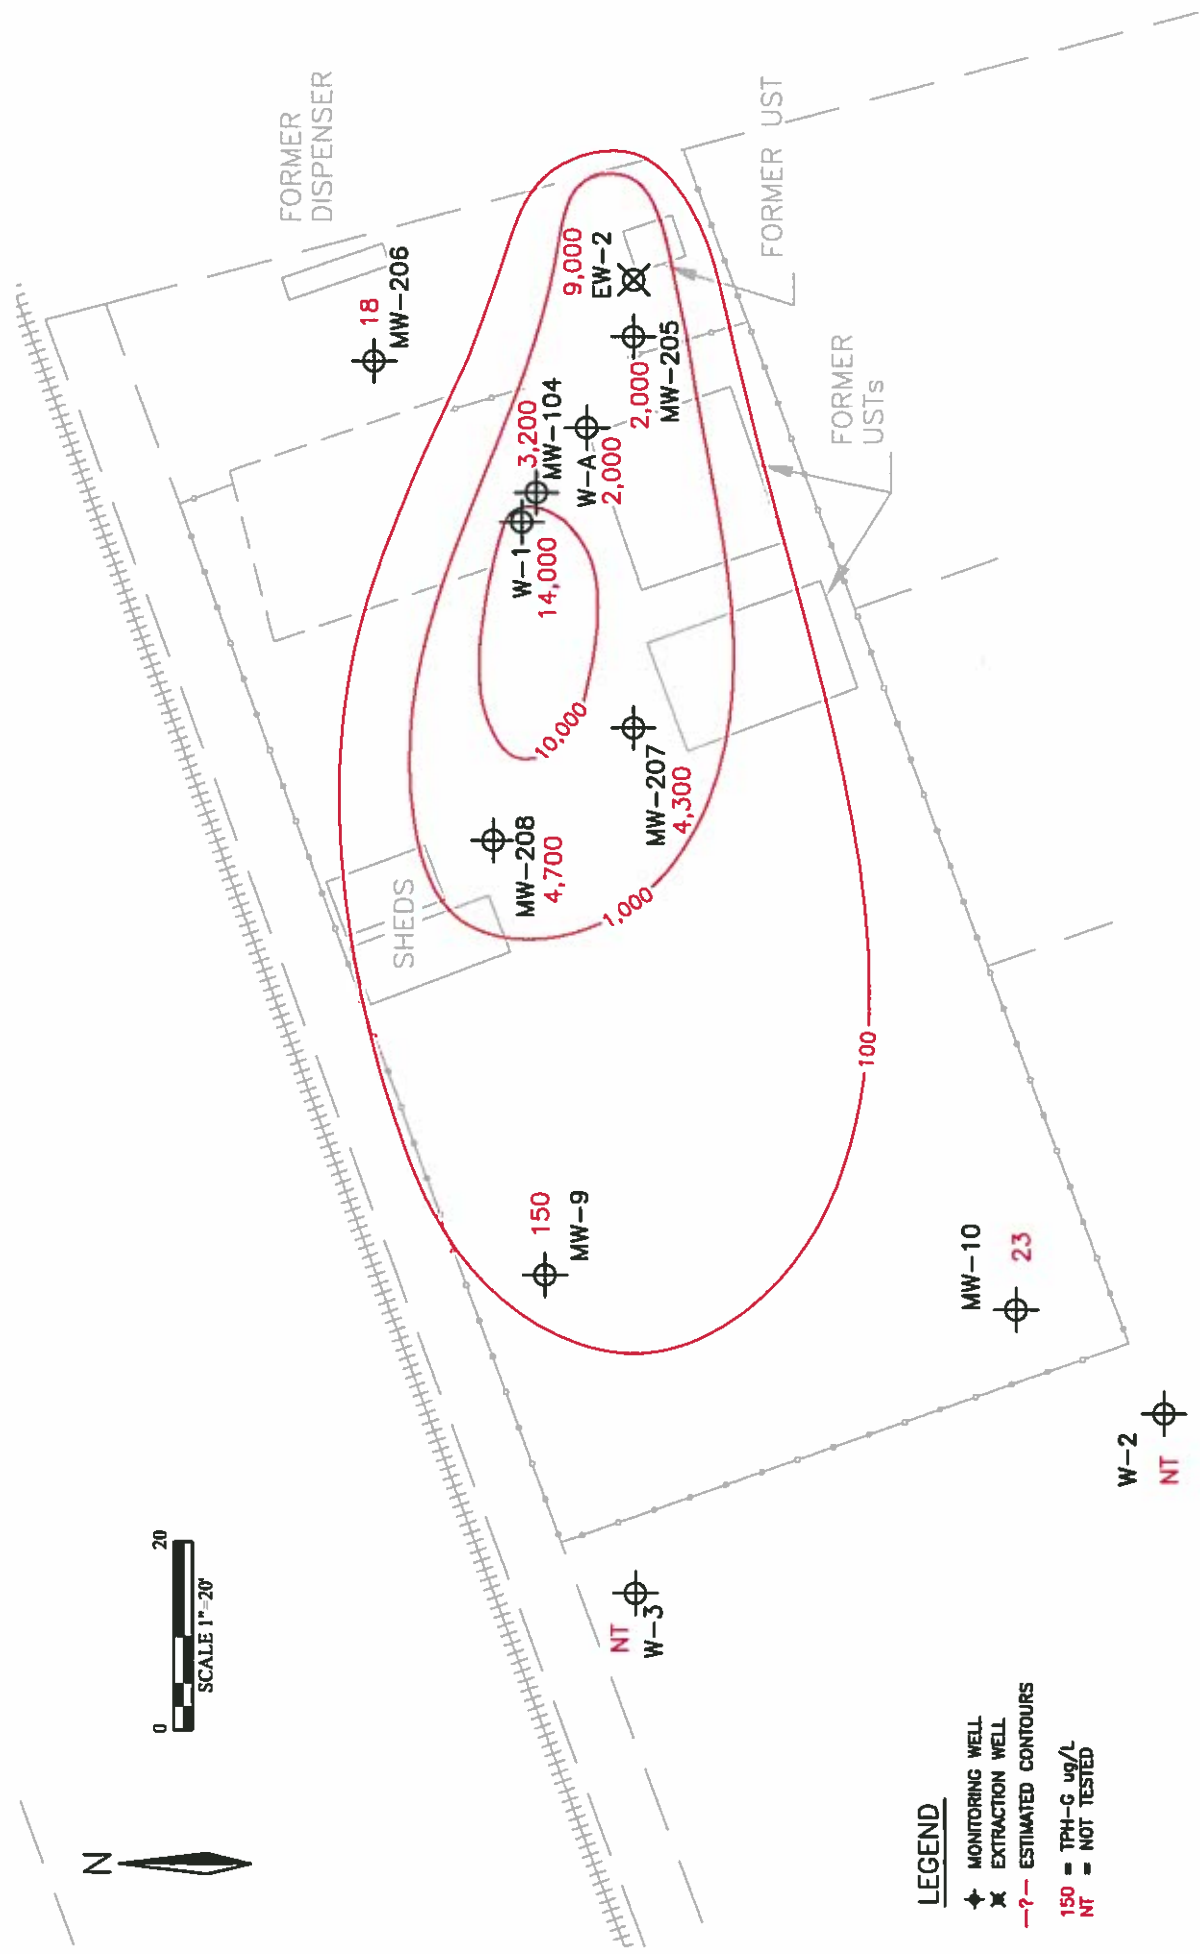 N
0
20
SCALE 1"=20'
FORMER
DISPENSER
18
MW-206
9,000
EW-2
FORMER UST
2,000
MW-205
3,200
MW-104
W-A
2,000
W-1
14,000
FORMER
USTs
10,000
MW-207
4,300
MW-208
4,700
SHEDS
1,000
100
150
MW-9
MW-10
23
W-2
NT
NT
W-3
LEGEND
MONITORING WELL
EXTRACTION WELL
—?— ESTIMATED CONTOURS
150 = TPH-G ug/L
NT = NOT TESTED